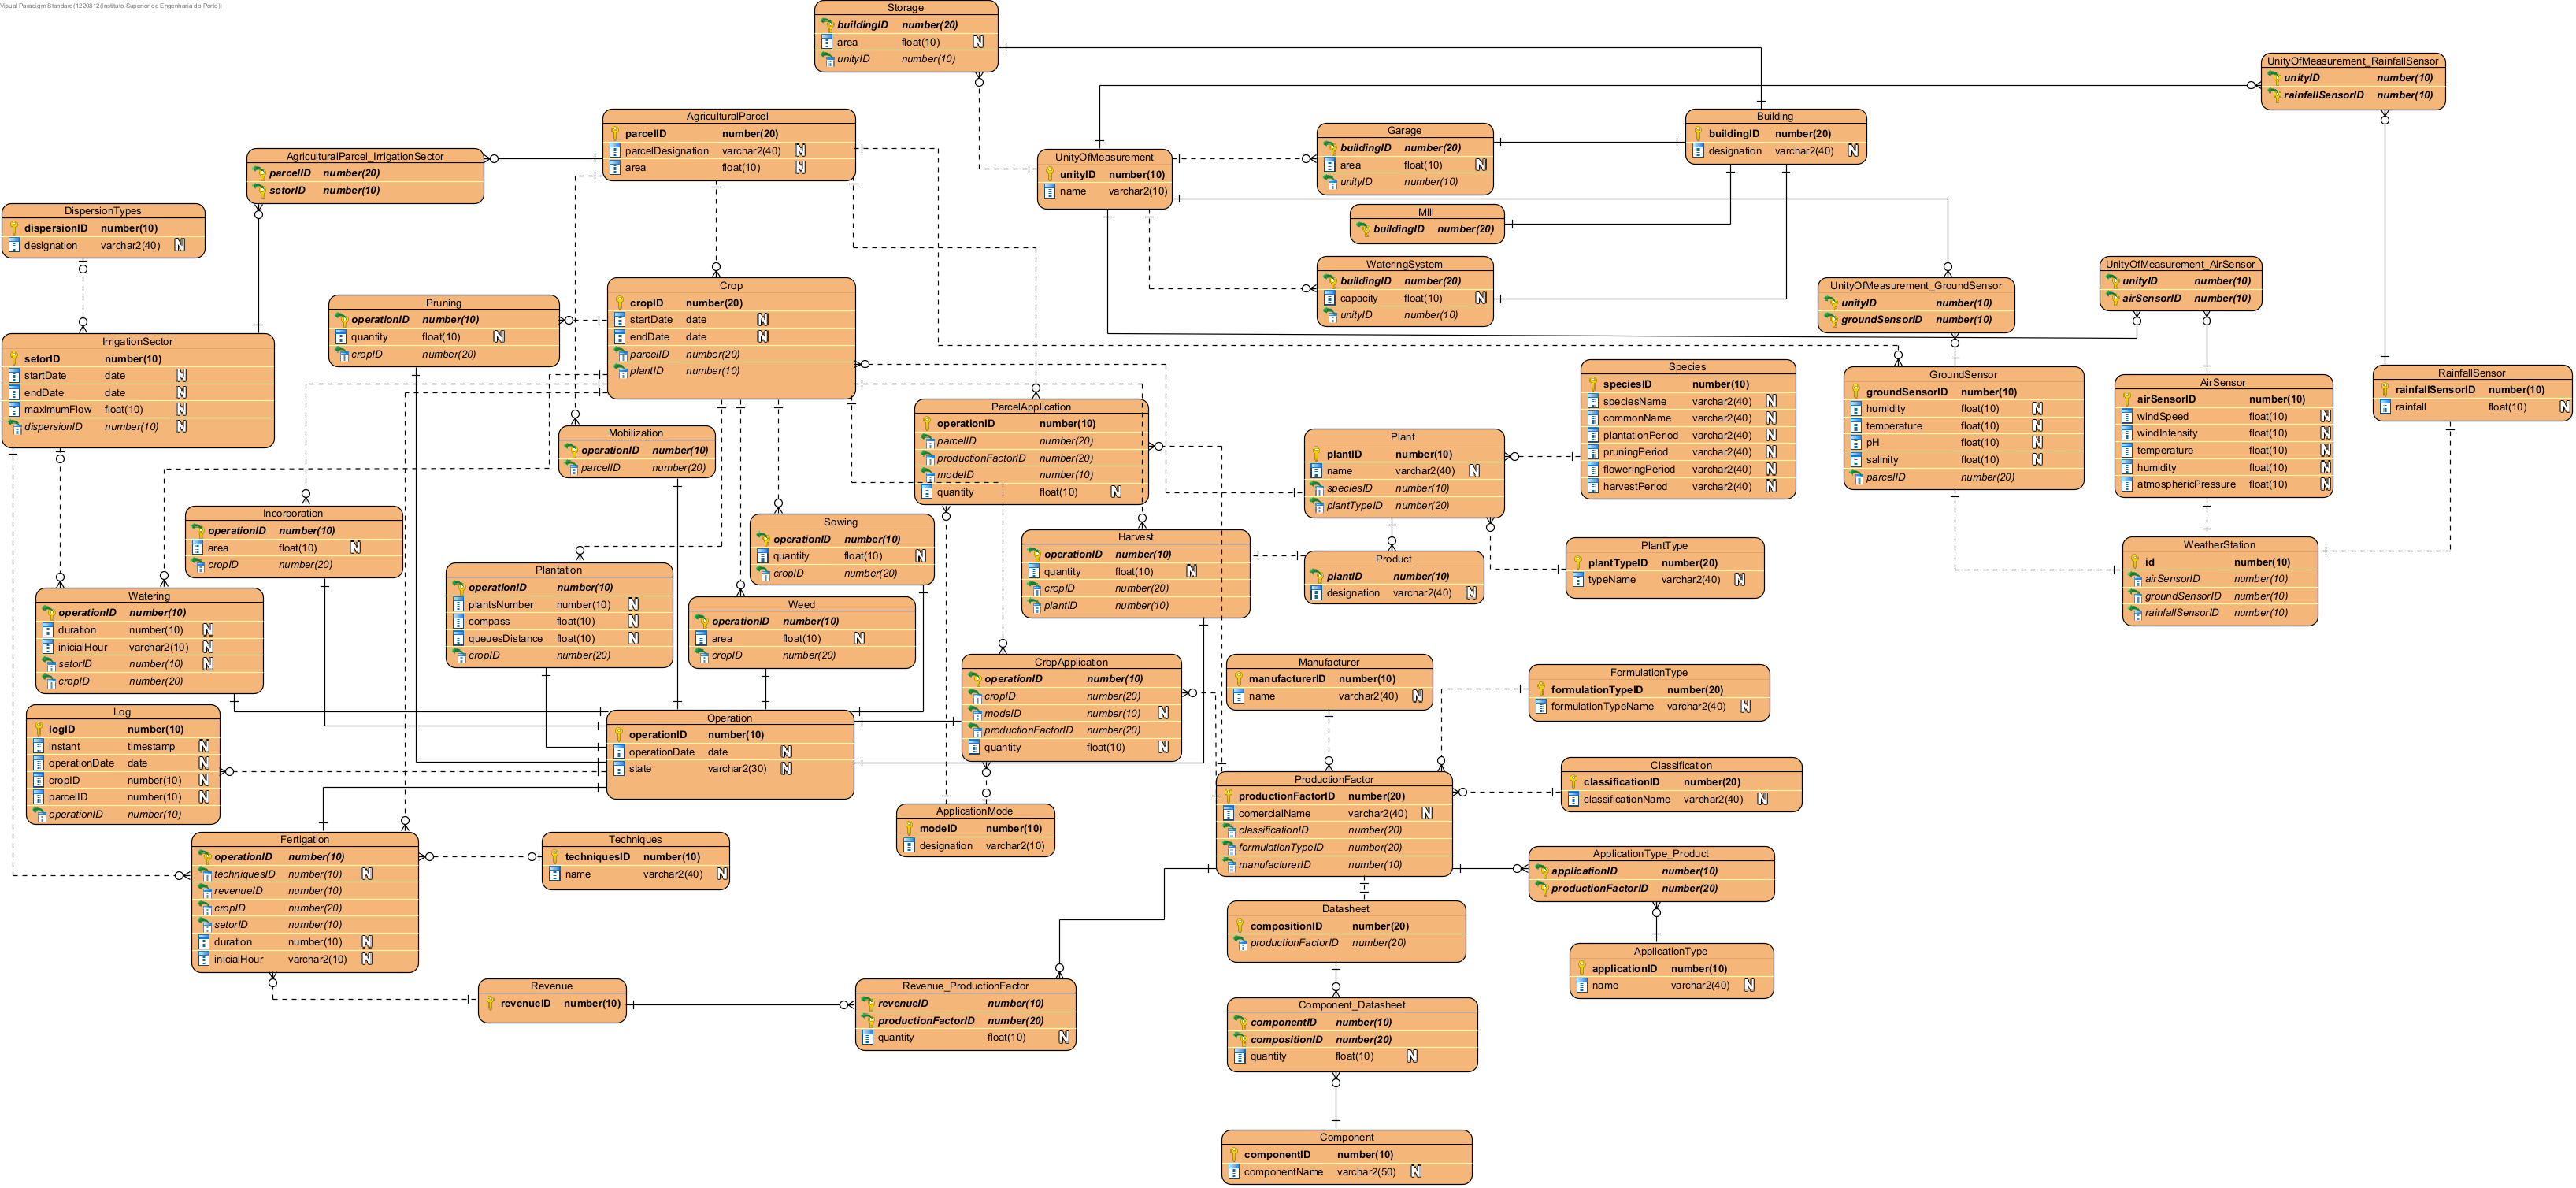 Visual Paradigm Standard(1220812(Instituto Superior de Engenharia do Porto))
Storage
buildingID number(20)
area float(10) N
unityID number(10)
UnityOfMeasurement_RainfallSensor
unityID number(10)
rainfallSensorID number(10)
AgriculturalParcel
parcelID number(20)
parcelDesignation varchar2(40) N
area float(10) N
Building
buildingID number(20)
designation varchar2(40) N
Garage
buildingID number(20)
area float(10) N
unityID number(10)
AgriculturalParcel_IrrigationSector
parcelID number(20)
setorID number(10)
UnityOfMeasurement
unityID number(10)
name varchar2(10)
DispersionTypes
dispersionID number(10)
designation varchar2(40) N
Mill
buildingID number(20)
WateringSystem
buildingID number(20)
capacity float(10) N
unityID number(10)
UnityOfMeasurement_AirSensor
unityID number(10)
airSensorID number(10)
UnityOfMeasurement_GroundSensor
unityID number(10)
groundSensorID number(10)
Crop
cropID number(20)
startDate date N
endDate date N
parcelID number(20)
plantID number(10)
Pruning
operationID number(10)
quantity float(10) N
cropID number(20)
IrrigationSector
setorID number(10)
startDate date N
endDate date N
maximumFlow float(10) N
dispersionID number(10) N
Species
speciesID number(10)
speciesName varchar2(40) N
commonName varchar2(40) N
plantationPeriod varchar2(40) N
pruningPeriod varchar2(40) N
floweringPeriod varchar2(40) N
harvestPeriod varchar2(40) N
GroundSensor
groundSensorID number(10)
humidity float(10) N
temperature float(10) N
pH float(10) N
salinity float(10) N
parcelID number(20)
AirSensor
airSensorID number(10)
windSpeed float(10) N
windIntensity float(10) N
temperature float(10) N
humidity float(10) N
atmosphericPressure float(10) N
RainfallSensor
rainfallSensorID number(10)
rainfall float(10) N
ParcelApplication
operationID number(10)
parcelID number(20)
productionFactorID number(20)
modeID number(10)
quantity float(10) N
Mobilization
operationID number(10)
parcelID number(20)
Plant
plantID number(10)
name varchar2(40) N
speciesID number(10)
plantTypeID number(20)
Incorporation
operationID number(10)
area float(10) N
cropID number(20)
Sowing
operationID number(10)
quantity float(10) N
cropID number(20)
Harvest
operationID number(10)
quantity float(10) N
cropID number(20)
plantID number(10)
Product
plantID number(10)
designation varchar2(40) N
PlantType
plantTypeID number(20)
typeName varchar2(40) N
WeatherStation
id number(10)
airSensorID number(10)
groundSensorID number(10)
rainfallSensorID number(10)
Plantation
operationID number(10)
plantsNumber number(10) N
compass float(10) N
queuesDistance float(10) N
cropID number(20)
Watering
operationID number(10)
duration number(10) N
inicialHour varchar2(10) N
setorID number(10) N
cropID number(20)
Weed
operationID number(10)
area float(10) N
cropID number(20)
CropApplication
operationID number(10)
cropID number(20)
modeID number(10) N
productionFactorID number(20)
quantity float(10) N
Manufacturer
manufacturerID number(10)
name varchar2(40) N
FormulationType
formulationTypeID number(20)
formulationTypeName varchar2(40) N
Log
logID number(10)
instant timestamp N
operationDate date N
cropID number(10) N
parcelID number(10) N
operationID number(10)
Operation
operationID number(10)
operationDate date N
state varchar2(30) N
Classification
classificationID number(20)
classificationName varchar2(40) N
ProductionFactor
productionFactorID number(20)
comercialName varchar2(40) N
classificationID number(20)
formulationTypeID number(20)
manufacturerID number(10)
ApplicationMode
modeID number(10)
designation varchar2(10)
Fertigation
operationID number(10)
techniquesID number(10) N
revenueID number(10)
cropID number(20)
setorID number(10)
duration number(10) N
inicialHour varchar2(10) N
Techniques
techniquesID number(10)
name varchar2(40) N
ApplicationType_Product
applicationID number(10)
productionFactorID number(20)
Datasheet
compositionID number(20)
productionFactorID number(20)
ApplicationType
applicationID number(10)
name varchar2(40) N
Revenue
revenueID number(10)
Revenue_ProductionFactor
revenueID number(10)
productionFactorID number(20)
quantity float(10) N
Component_Datasheet
componentID number(10)
compositionID number(20)
quantity float(10) N
Component
componentID number(10)
componentName varchar2(50) N